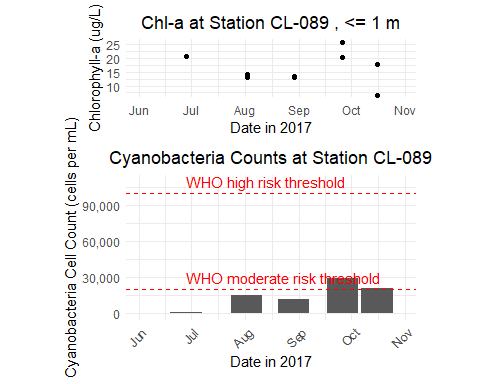 Chl-a at Station CL-089 , <= 1 m
Chlorophyll-a (ug/L)
25
20
15
10
Jun Jul Aug Sep Oct Nov
Date in 2017
Cyanobacteria Counts at Station CL-089
Cyanobacteria Cell Count (cells per mL)
WHO high risk threshold
90,000
60,000
30,000
WHO moderate risk threshold
0
Jun Jul Aug Sep Oct Nov
Date in 2017